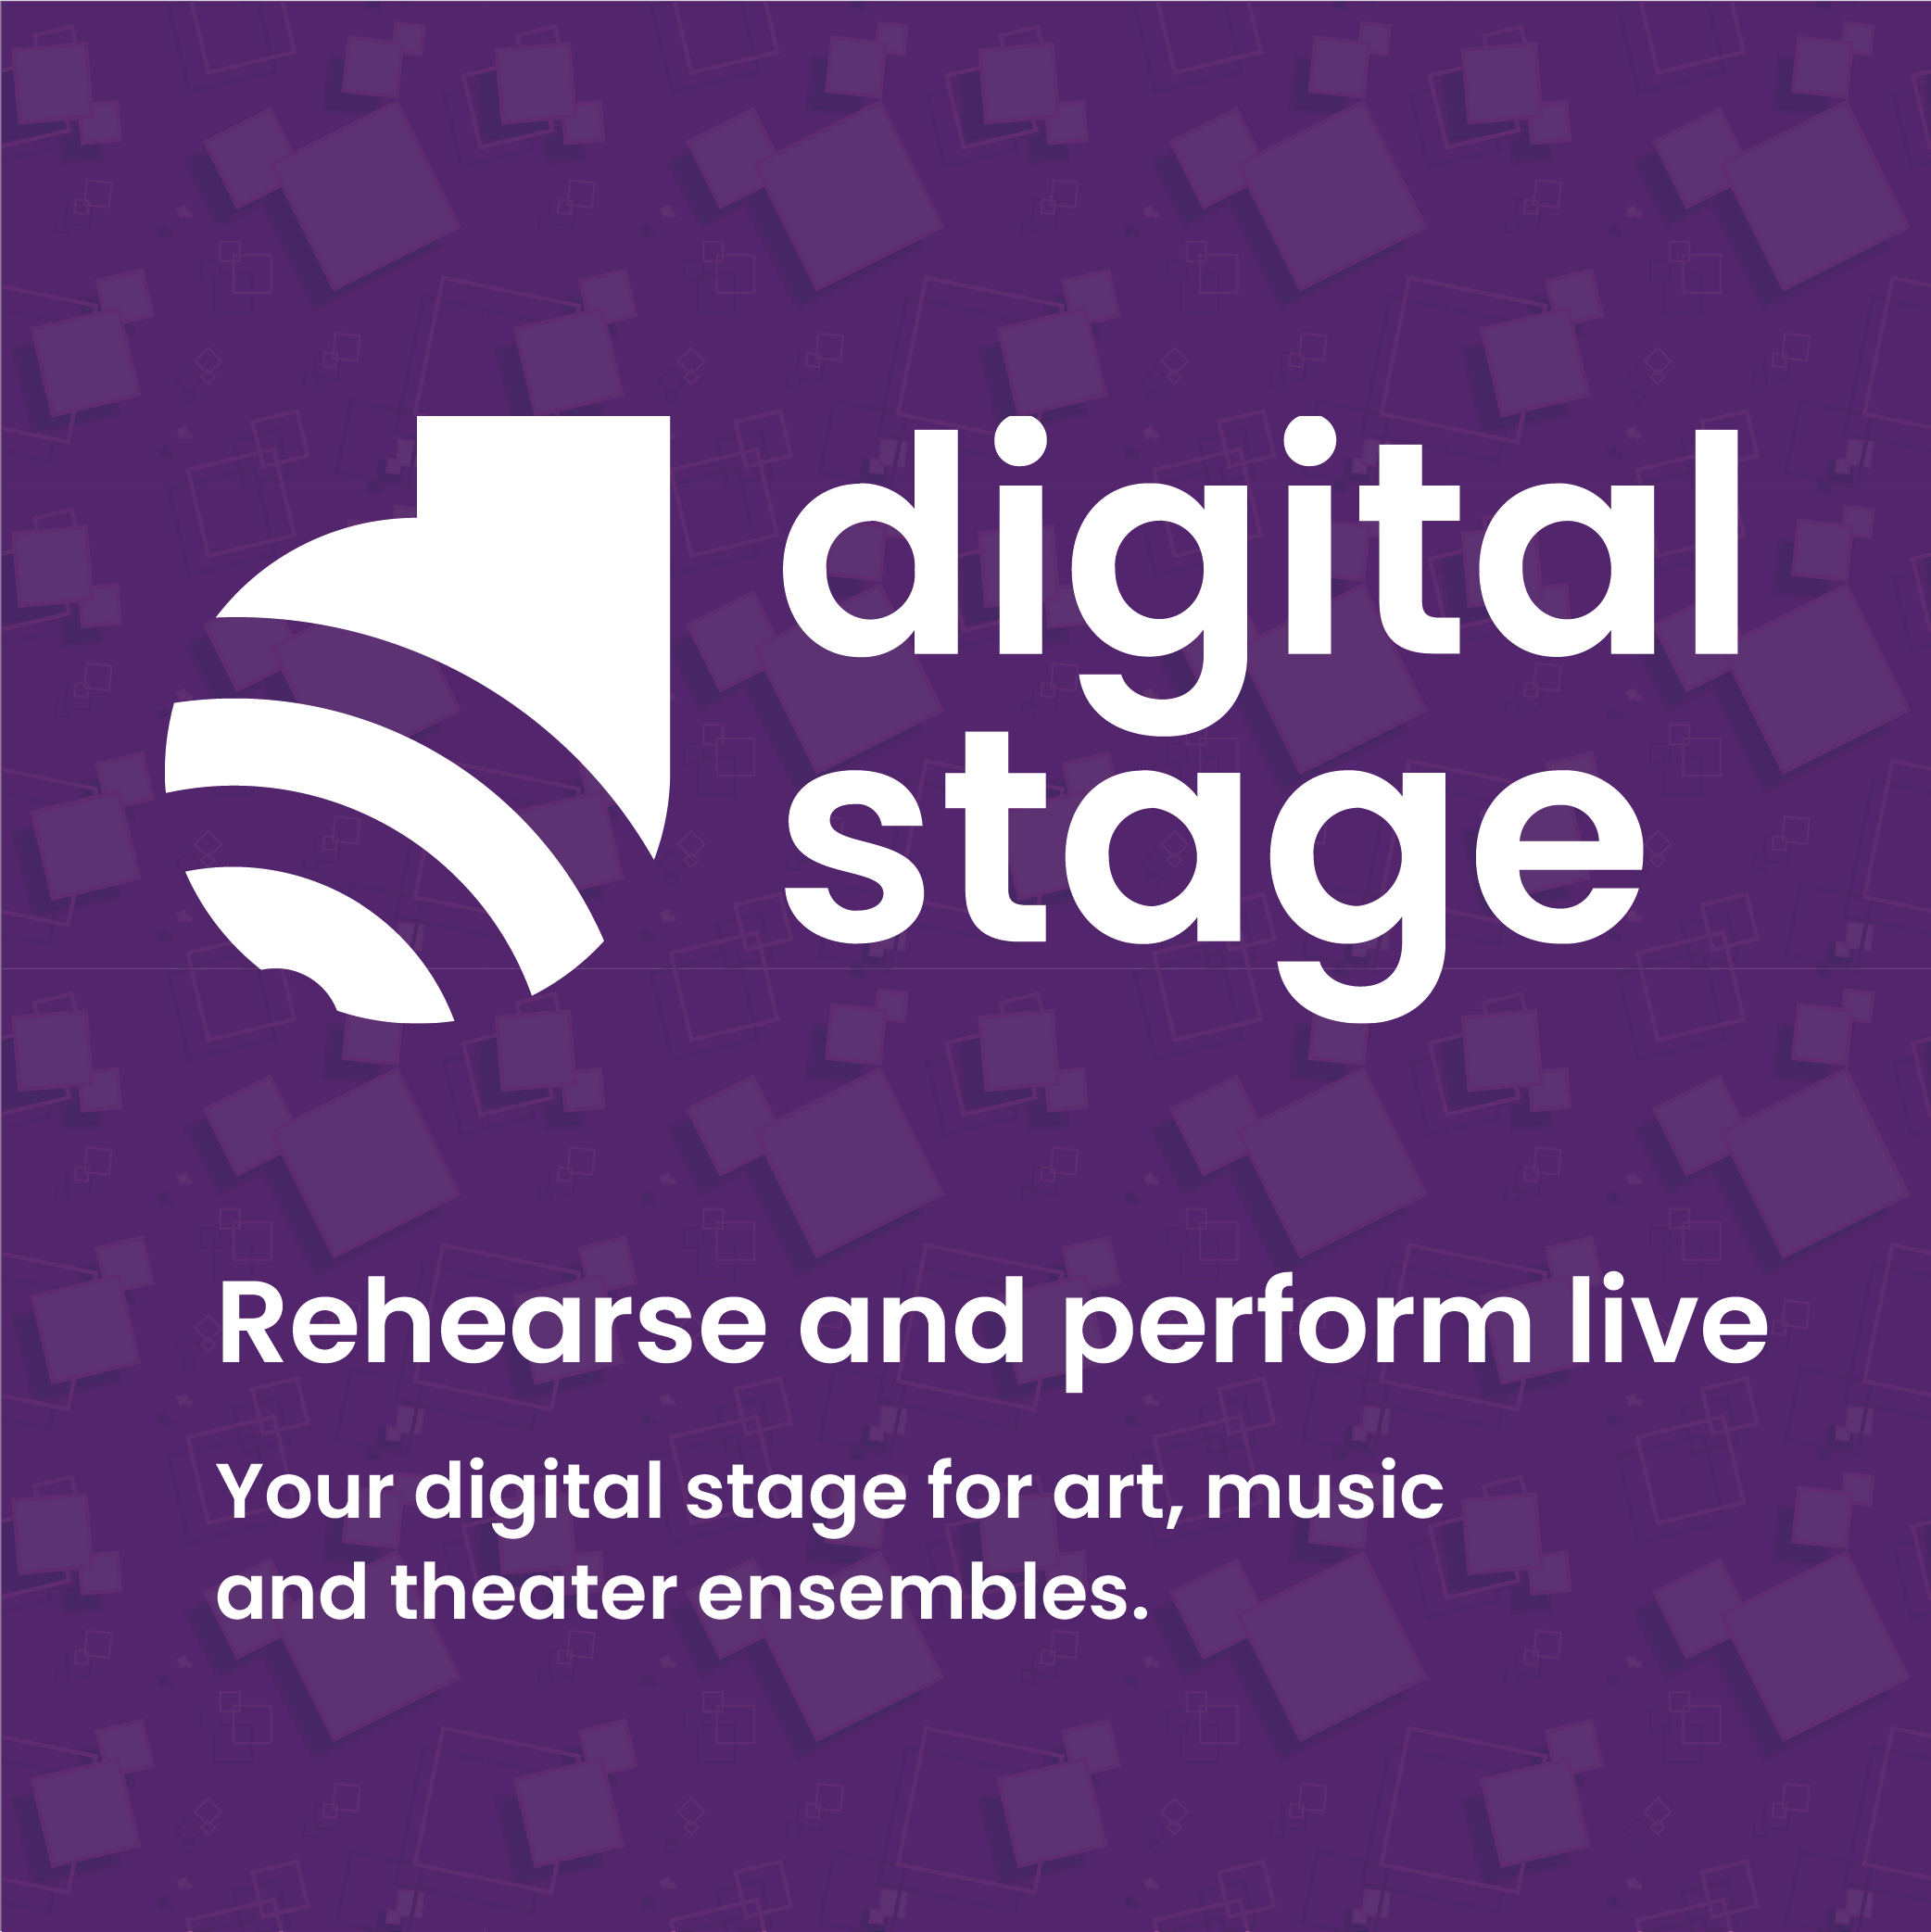 digital
stage
Rehearse and perform live
Your digital stage for art, music
and theater ensembles.